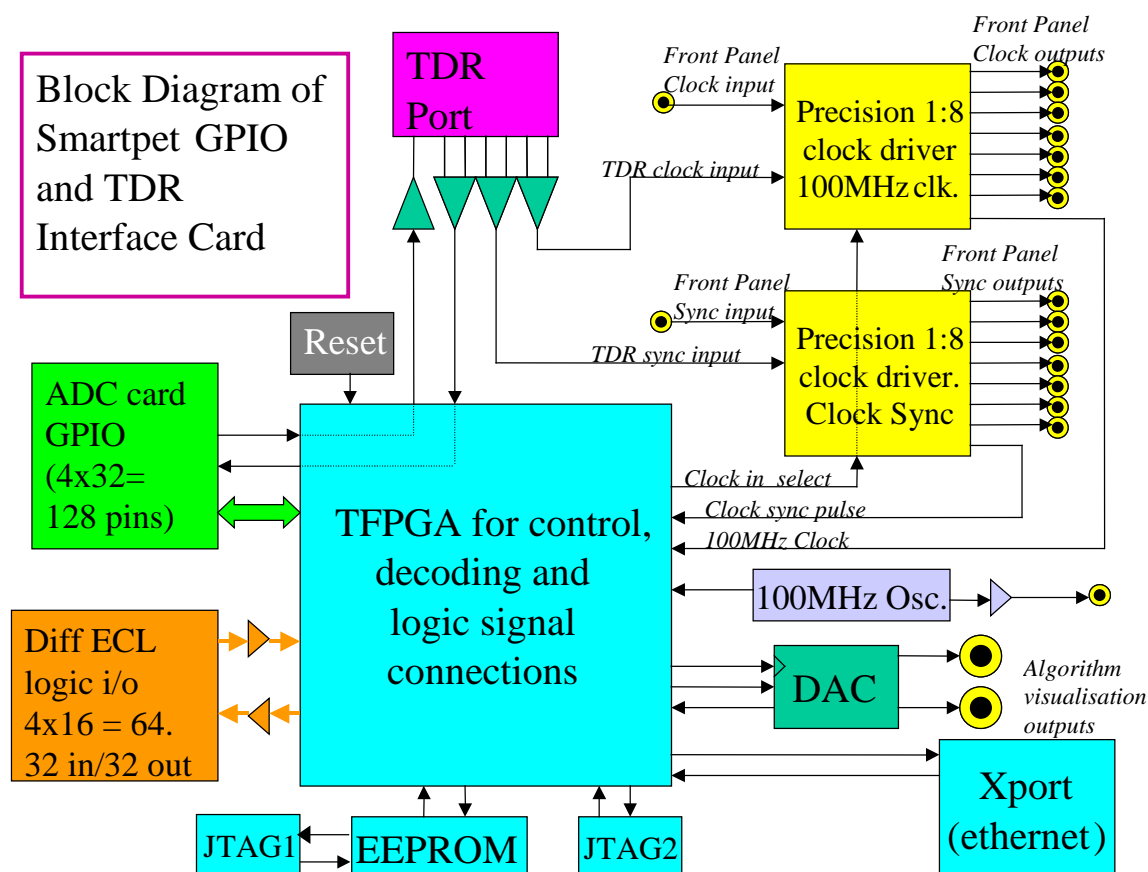 Block Diagram of
Smartpet GPIO
and TDR
Interface Card
TDR
Port
Front Panel
Clock input
Front Panel
Clock outputs
Precision 1:8
clock driver
100MHz clk.
TDR clock input
Front Panel
Sync input
Front Panel
Sync outputs
Precision 1:8
clock driver.
Clock Sync
TDR sync input
Reset
ADC card
GPIO
(4x32=
128 pins)
TFPGA for control,
decoding and
logic signal
connections
Clock in select
Clock sync pulse
100MHz Clock
100MHz Osc.
Diff ECL
logic i/o
4x16 = 64.
32 in/32 out
DAC
Algorithm
visualisation
outputs
Xport
(ethernet)
JTAG1
EEPROM
JTAG2